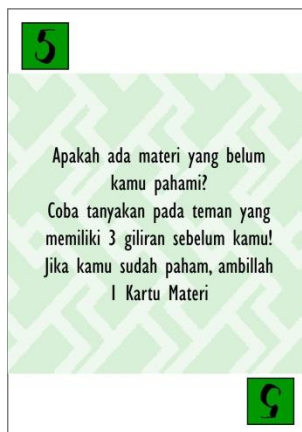 5
Apakah ada materi yang belum
kamu pahami?
Coba tanyakan pada teman yang
memiliki 3 giliran sebelum kamu!
Jika kamu sudah paham, ambillah
1 Kartu Materi
5